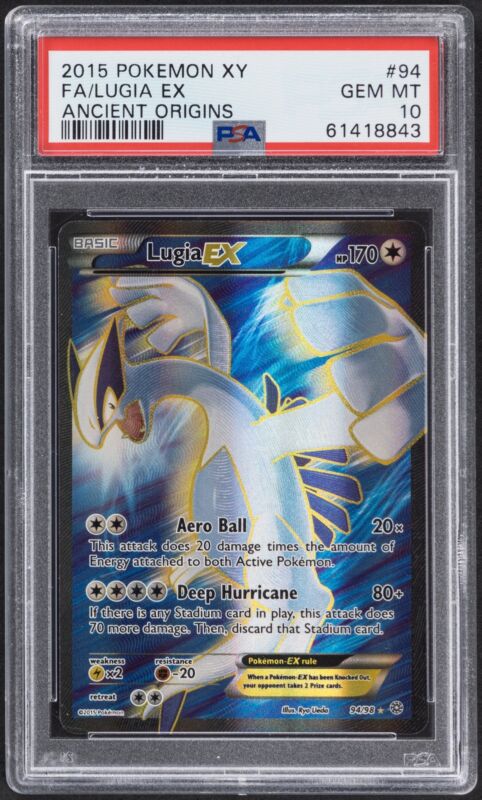 2015 POKEMON XY #94
FA/LUGIA EX GEM MT
ANCIENT ORIGINS 10
PSA 61418843
BASIC LugiaEX HP170
Aero Ball 20×
This attack does 20 damage times the amount of
Energy attached to both Active Pokémon.
Deep Hurricane 80+
If there is any Stadium card in play, this attack does
70 more damage. Then, discard that Stadium card.
weakness resistance
×2 -20
retreat
Pokémon-EX rule
When a Pokémon-EX has been Knocked Out,
your opponent takes 2 Prize cards.
©2015 Pokémon Illus. Ryo Ueda 94/98 ★
PSA